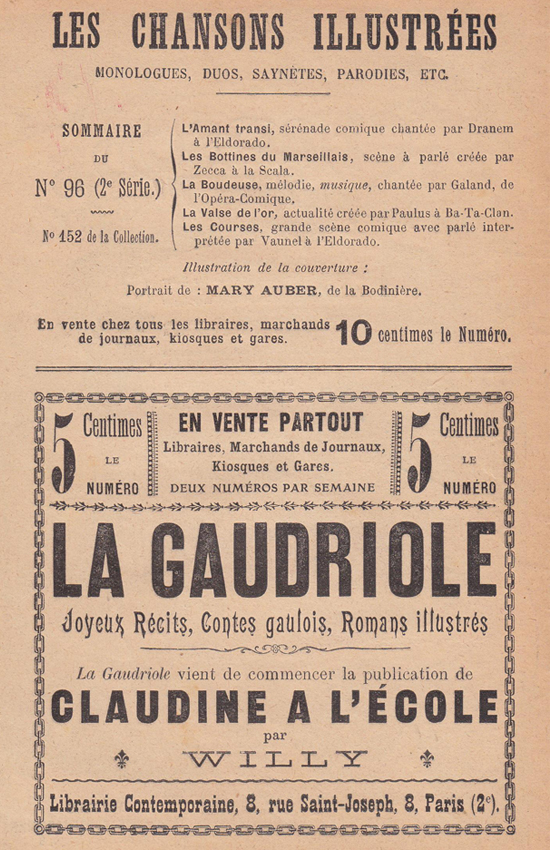 LES CHANSONS ILLUSTRÉES
MONOLOGUES, DUOS, SAYNÈTES, PARODIES, ETC.
SOMMAIRE
DU
N° 96 (2e Série.)
N° 152 de la Collection.
L'Amant transi, sérénade comique chantée par Dranem
à l'Eldorado.
Les Bottines du Marseillais, scène à parlé créée par
Zecca à la Scala.
La Boudeuse, mélodie, musique, chantée par Galand, de
l'Opéra-Comique.
La Valse de l'or, actualité créée par Paulus à Ba-Ta-Clan.
Les Courses, grande scène comique avec parlé inter-
prétée par Vaunel à l'Eldorado.
Illustration de la couverture :
Portrait de : MARY AUBER, de la Bodinière.
En vente chez tous les libraires, marchands
de journaux, kiosques et gares.
10 centimes le Numéro.
5 Centimes
LE
NUMÉRO
EN VENTE PARTOUT
Libraires, Marchands de Journaux,
Kiosques et Gares.
DEUX NUMÉROS PAR SEMAINE
5 Centimes
LE
NUMÉRO
LA GAUDRIOLE
Joyeux Récits, Contes gaulois, Romans illustrés
La Gaudriole vient de commencer la publication de
CLAUDINE A L'ÉCOLE
par
WILLY
Librairie Contemporaine, 8, rue Saint-Joseph, 8, Paris (2e).